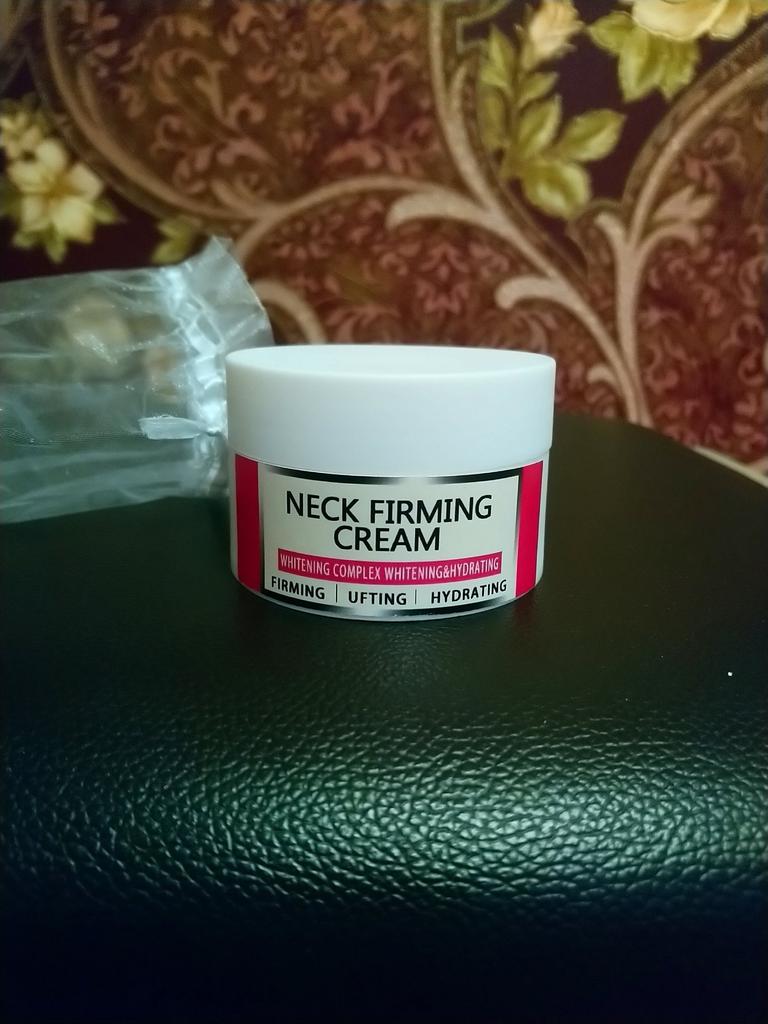 NECK FIRMING
CREAM
WHITENING COMPLEX WHITENING&HYDRATING
FIRMING | UFTING | HYDRATING